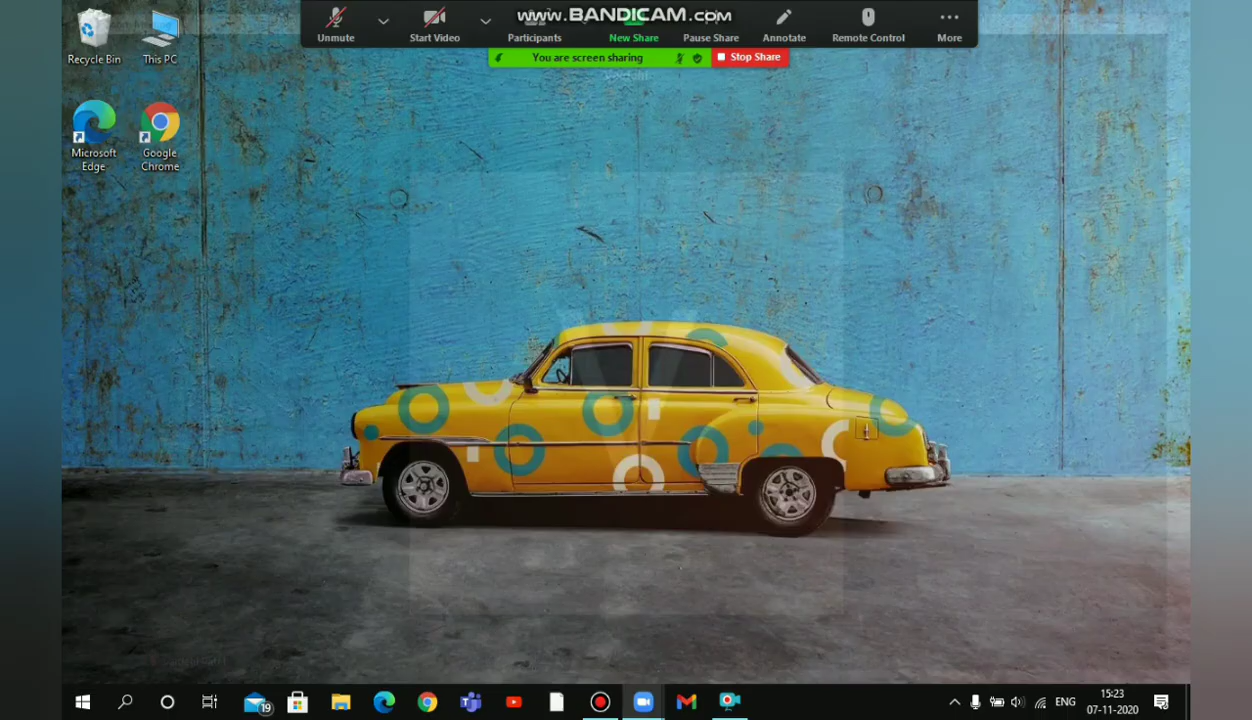 www.BANDICAM.com
Unmute
Start Video
Participants
New Share
Pause Share
Annotate
Remote Control
More
You are screen sharing
Stop Share
Recycle Bin
This PC
Microsoft
Edge
Google
Chrome
19
ENG
15:23
07-11-2020